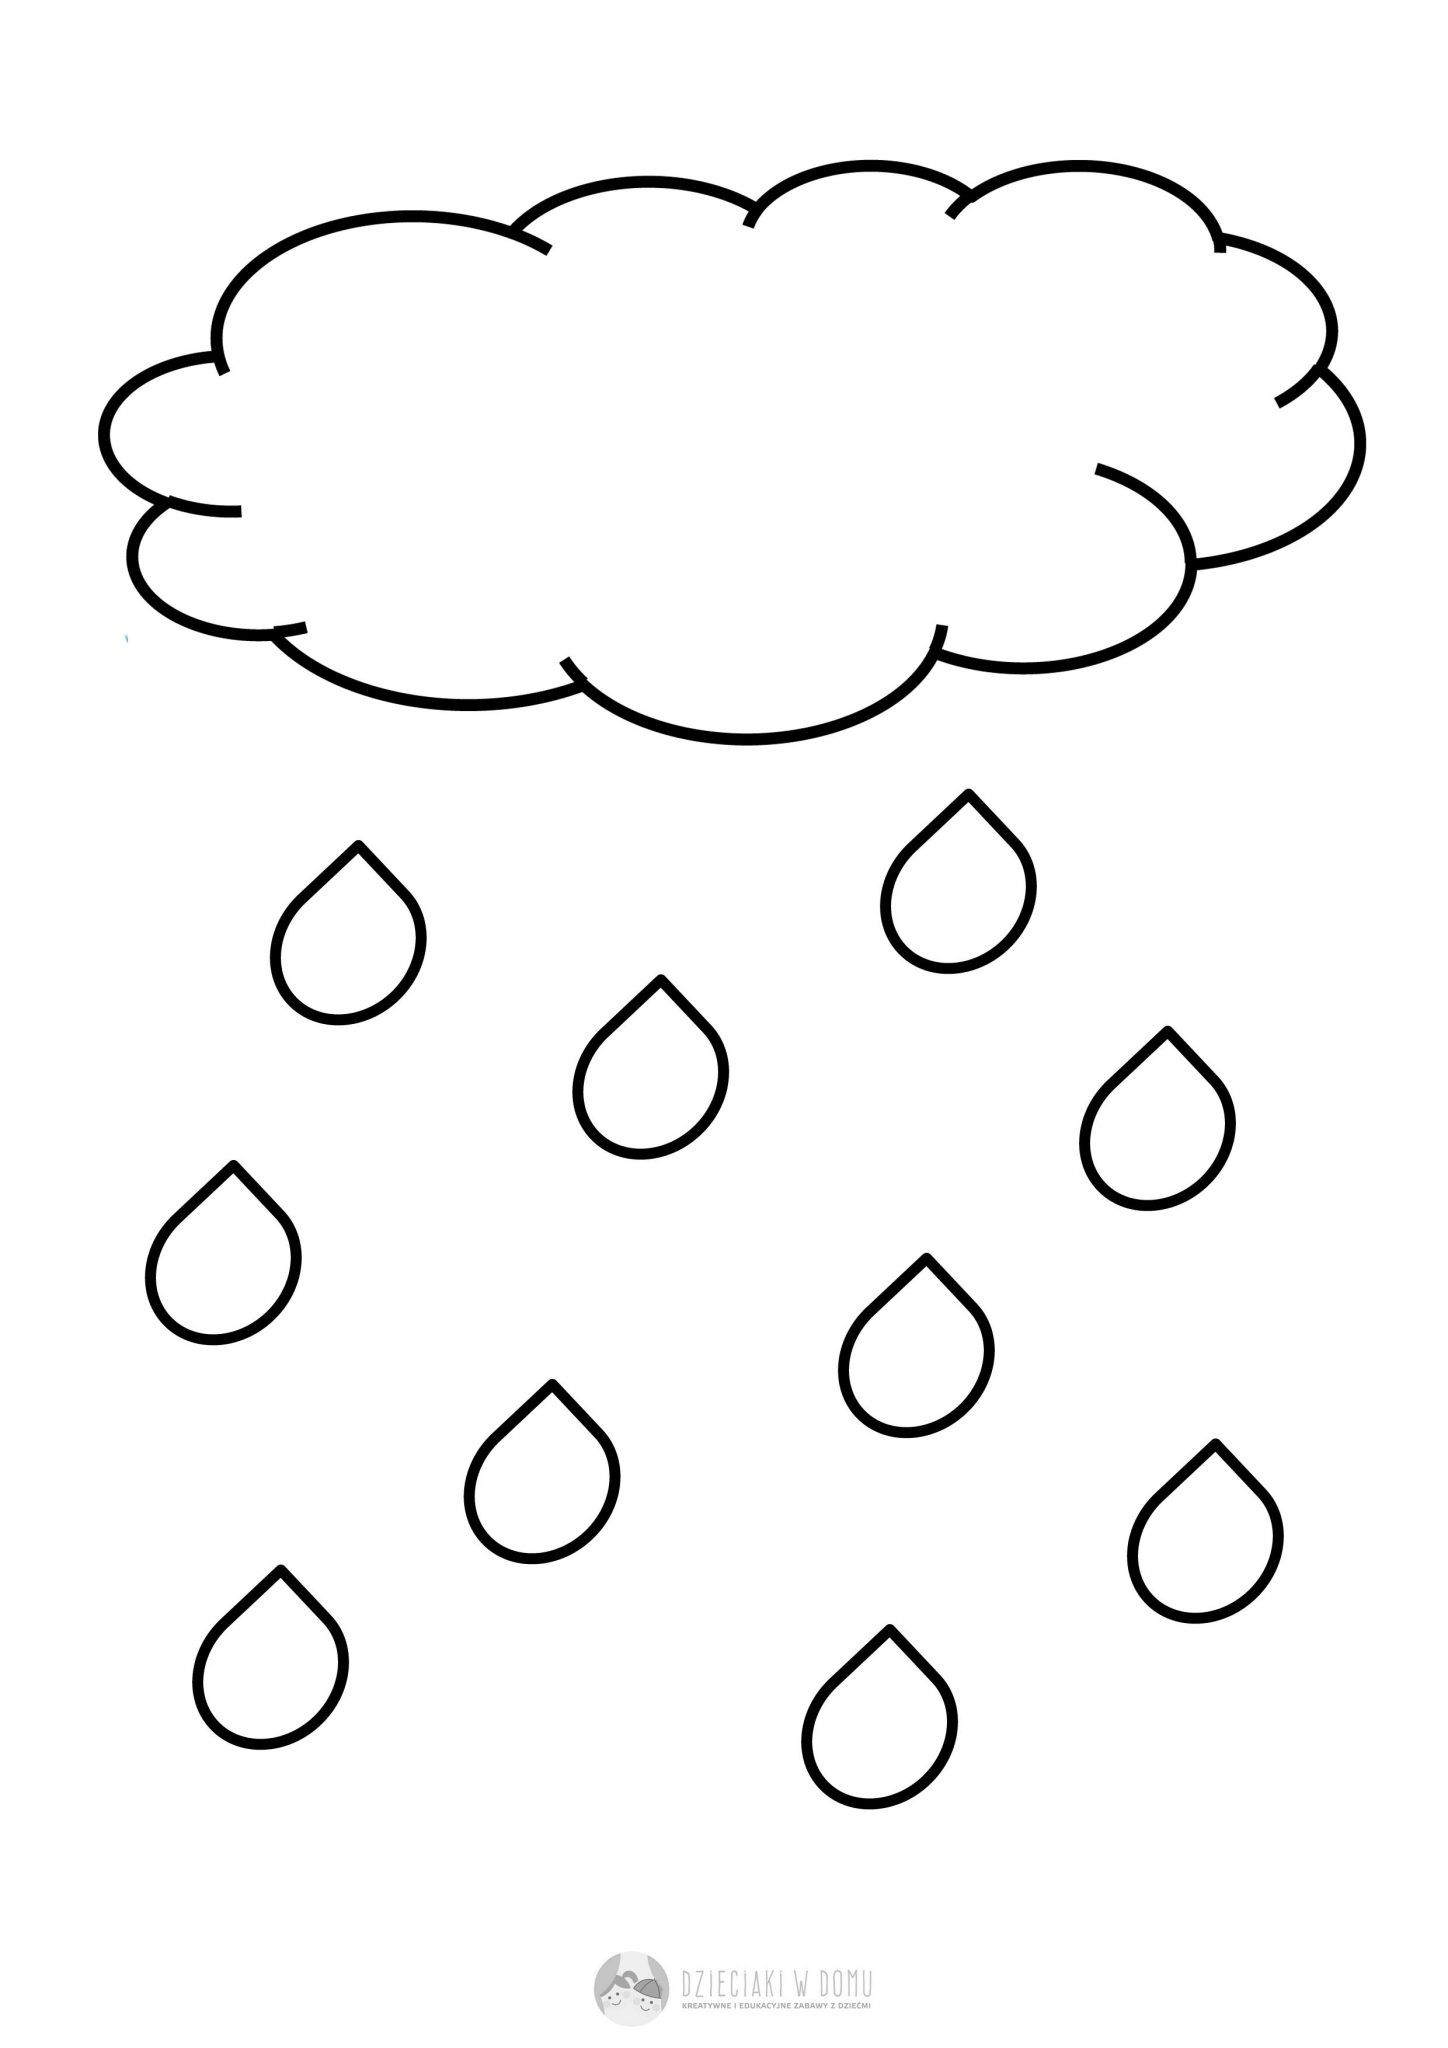 DZIECIAKI W DOMU
KREATYWNE I EDUKACYJNE ZABAWY Z DZIEĆMI